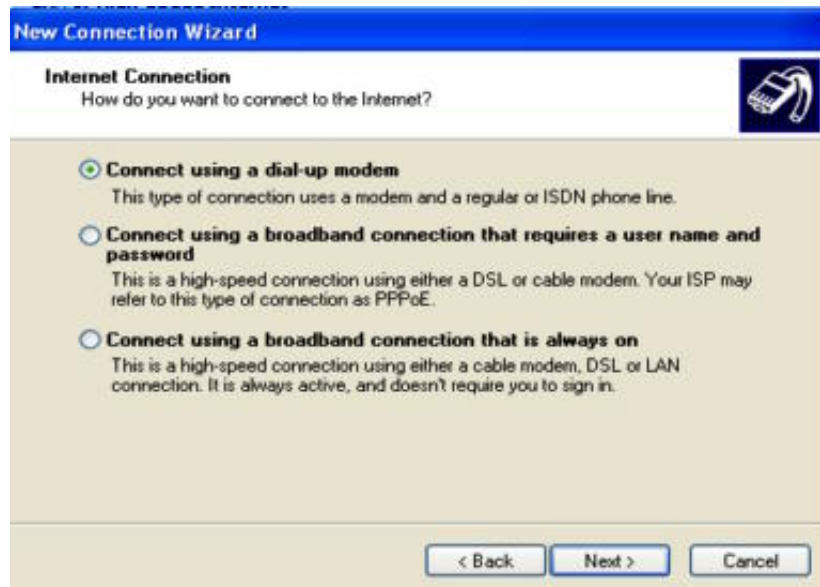 New Connection Wizard
Internet Connection
How do you want to connect to the Internet?
Connect using a dial-up modem
This type of connection uses a modem and a regular or ISDN phone line.
Connect using a broadband connection that requires a user name and
password
This is a high-speed connection using either a DSL or cable modem. Your ISP may
refer to this type of connection as PPPoE.
Connect using a broadband connection that is always on
This is a high-speed connection using either a cable modem, DSL or LAN
connection. It is always active, and doesn't require you to sign in.
< Back
Next >
Cancel